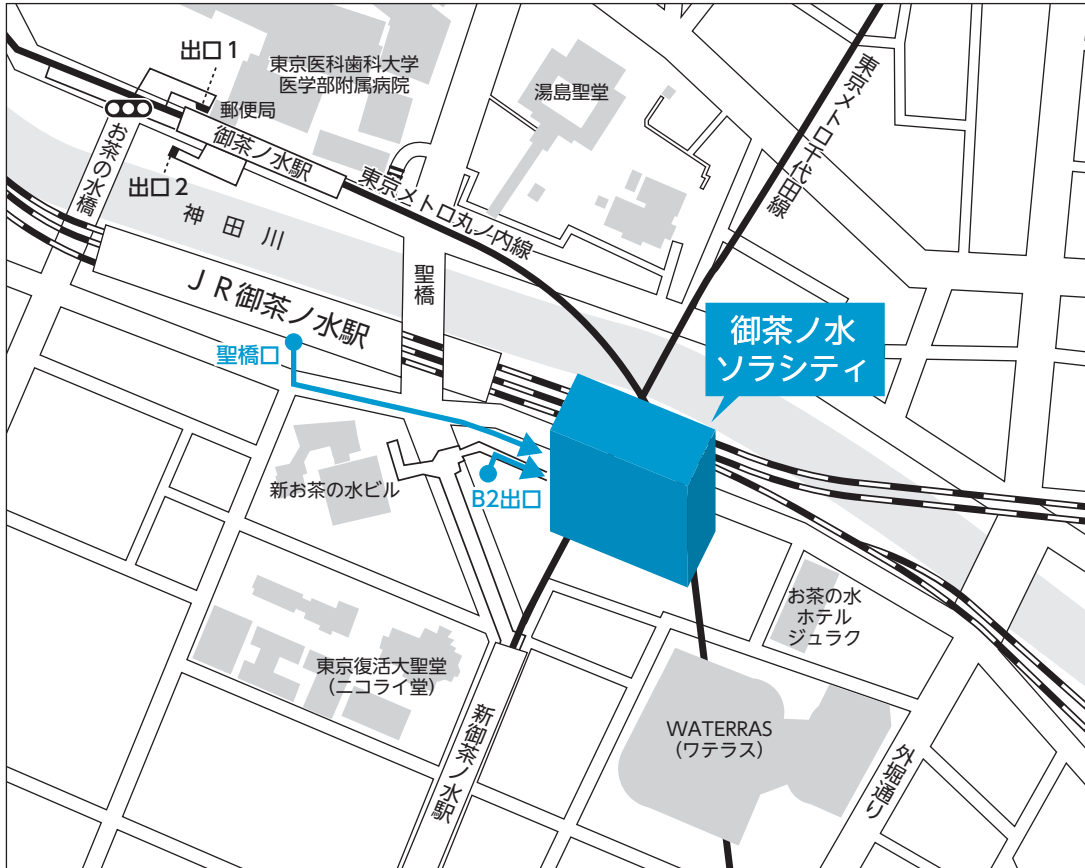 出口1
東京医科歯科大学
医学部附属病院
郵便局
湯島聖堂
東京メトロ千代田線
御茶ノ水駅
お茶の水橋
出口2
東京メトロ丸ノ内線
神田川
聖橋
JR御茶ノ水駅
聖橋口
御茶ノ水
ソラシティ
新お茶の水ビル
B2出口
お茶の水
ホテル
ジュラク
東京復活大聖堂
(ニコライ堂)
新御茶ノ水駅
WATERRAS
(ワテラス)
外堀通り